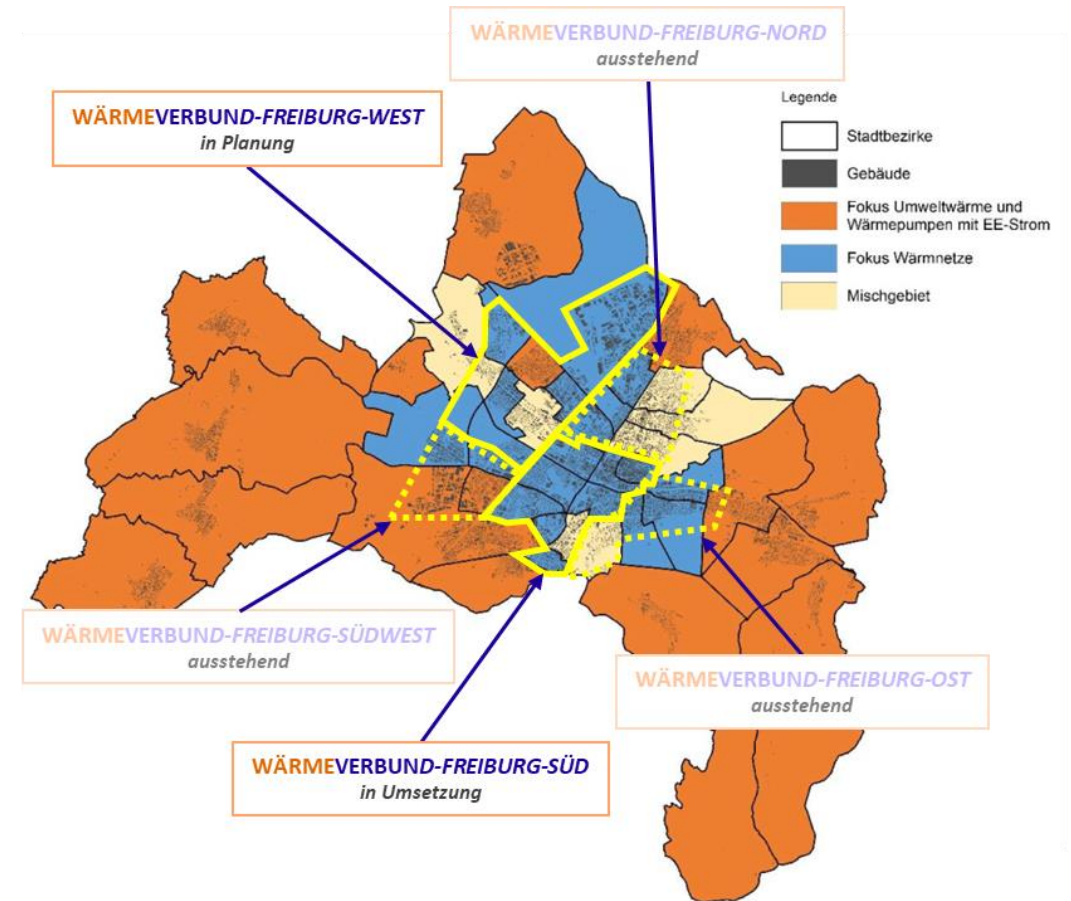 WÄRMEVERBUND-FREIBURG-NORD
ausstehend
WÄRMEVERBUND-FREIBURG-WEST
in Planung
Legende
Stadtbezirke
Gebäude
Fokus Umweltwärme und
Wärmepumpen mit EE-Strom
Fokus Wärmnetze
Mischgebiet
WÄRMEVERBUND-FREIBURG-SÜDWEST
ausstehend
WÄRMEVERBUND-FREIBURG-OST
ausstehend
WÄRMEVERBUND-FREIBURG-SÜD
in Umsetzung